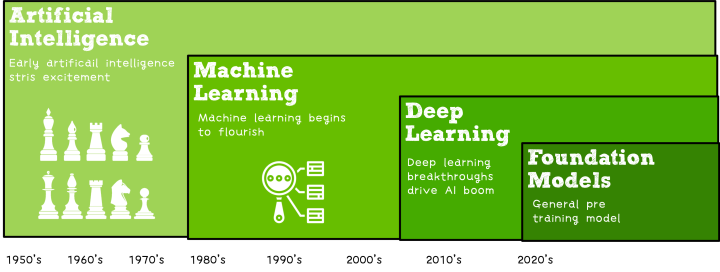 Artificial
Intelligence
Early artificail intelligence
stris excitement
Machine
Learning
Machine learning begins
to flourish
Deep
Learning
Deep learning
breakthroughs
drive AI boom
Foundation
Models
General pre
training model
1950's 1960's 1970's 1980's 1990's 2000's 2010's 2020's